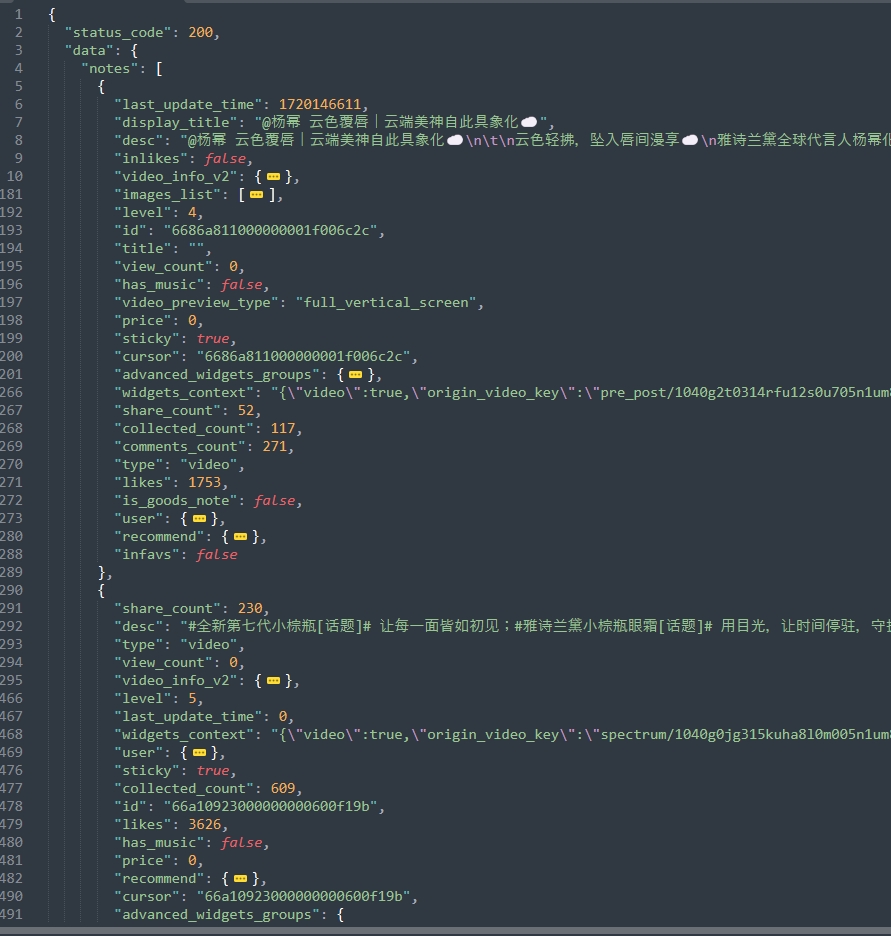 1 {
2 "status_code": 200,
3 "data": {
4 "notes": [
5 {
6 "last_update_time": 1720146611,
7 "display_title": "@杨幂 云色覆唇｜云端美神自此具象化☁️",
8 "desc": "@杨幂 云色覆唇｜云端美神自此具象化☁️\n\t\n云色轻拂，坠入唇间漫享☁️\n雅诗兰黛全球代言人杨幂化
9 "inlikes": false,
10 "video_info_v2": {…},
181 "images_list": […],
192 "level": 4,
193 "id": "6686a811000000001f006c2c",
194 "title": "",
195 "view_count": 0,
196 "has_music": false,
197 "video_preview_type": "full_vertical_screen",
198 "price": 0,
199 "sticky": true,
200 "cursor": "6686a811000000001f006c2c",
201 "advanced_widgets_groups": {…},
266 "widgets_context": "{\"video\":true,\"origin_video_key\":\"pre_post/1040g2t0314rfu12s0u705n1um8
267 "share_count": 52,
268 "collected_count": 117,
269 "comments_count": 271,
270 "type": "video",
271 "likes": 1753,
272 "is_goods_note": false,
273 "user": {…},
280 "recommend": {…},
288 "infavs": false
289 },
290 {
291 "share_count": 230,
292 "desc": "#全新第七代小棕瓶[话题]# 让每一面皆如初见；#雅诗兰黛小棕瓶眼霜[话题]# 用目光，让时间停驻，守护
293 "type": "video",
294 "view_count": 0,
295 "video_info_v2": {…},
466 "level": 5,
467 "last_update_time": 0,
468 "widgets_context": "{\"video\":true,\"origin_video_key\":\"spectrum/1040g0jg315kuha8l0m005n1um8
469 "user": {…},
476 "sticky": true,
477 "collected_count": 609,
478 "id": "66a10923000000000600f19b",
479 "likes": 3626,
480 "has_music": false,
481 "price": 0,
482 "recommend": {…},
490 "cursor": "66a10923000000000600f19b",
491 "advanced_widgets_groups": {